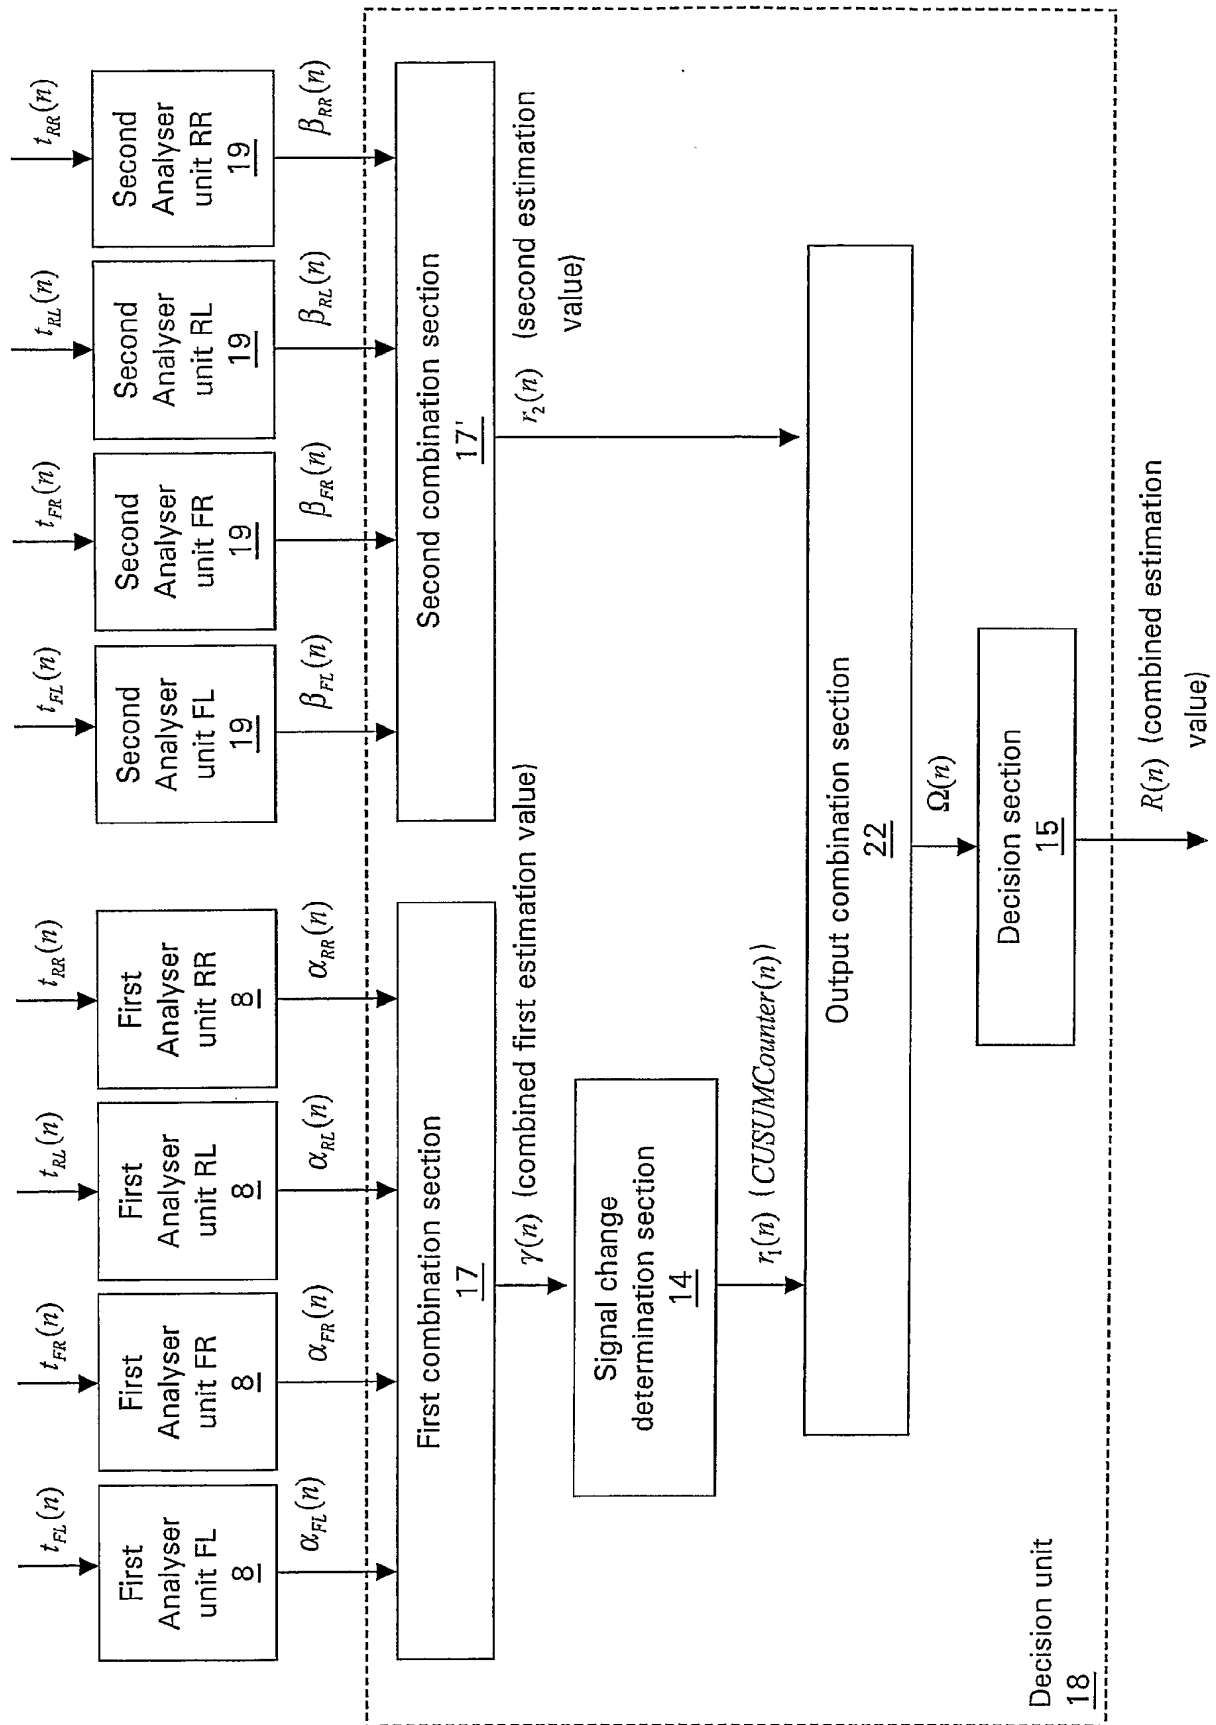 t_FL(n)
t_FR(n)
t_RL(n)
t_RR(n)
t_FL(n)
t_FR(n)
t_RL(n)
t_RR(n)
First
Analyser
unit FL
8
First
Analyser
unit FR
8
First
Analyser
unit RL
8
First
Analyser
unit RR
8
Second
Analyser
unit FL
19
Second
Analyser
unit FR
19
Second
Analyser
unit RL
19
Second
Analyser
unit RR
19
α_FL(n)
α_FR(n)
α_RL(n)
α_RR(n)
β_FL(n)
β_FR(n)
β_RL(n)
β_RR(n)
First combination section
17
Second combination section
17'
γ(n) (combined first estimation value)
r_2(n) (second estimation
value)
Signal change
determination section
14
r_1(n) (CUSUMCounter(n))
Output combination section
22
Ω(n)
Decision section
15
Decision unit
18
R(n) (combined estimation
value)